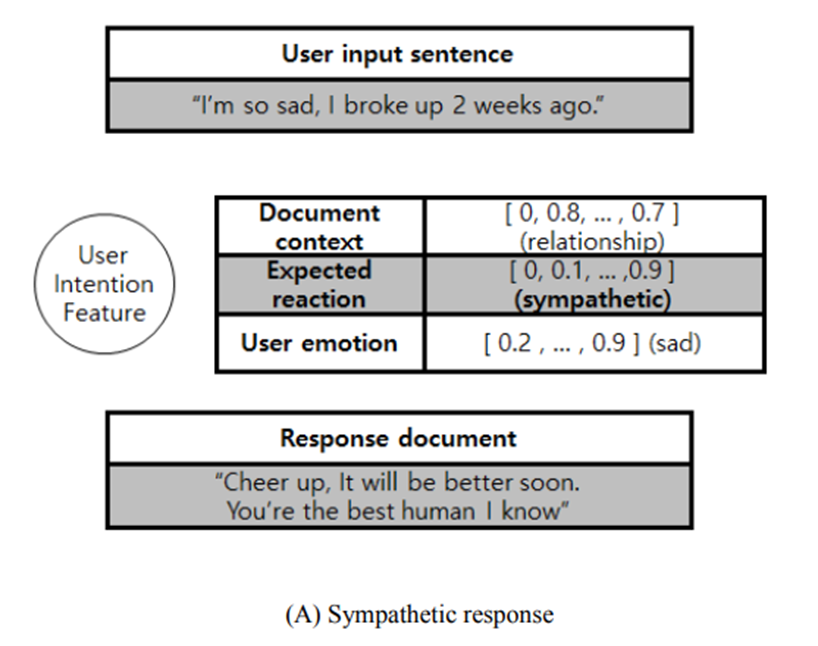 User input sentence
“I’m so sad, I broke up 2 weeks ago.”
User
Intention
Feature
Document
context
[ 0, 0.8, ... , 0.7 ]
(relationship)
Expected
reaction
[ 0, 0.1, ... ,0.9 ]
(sympathetic)
User emotion
[ 0.2 , ... , 0.9 ] (sad)
Response document
“Cheer up, It will be better soon.
You’re the best human I know”
(A) Sympathetic response